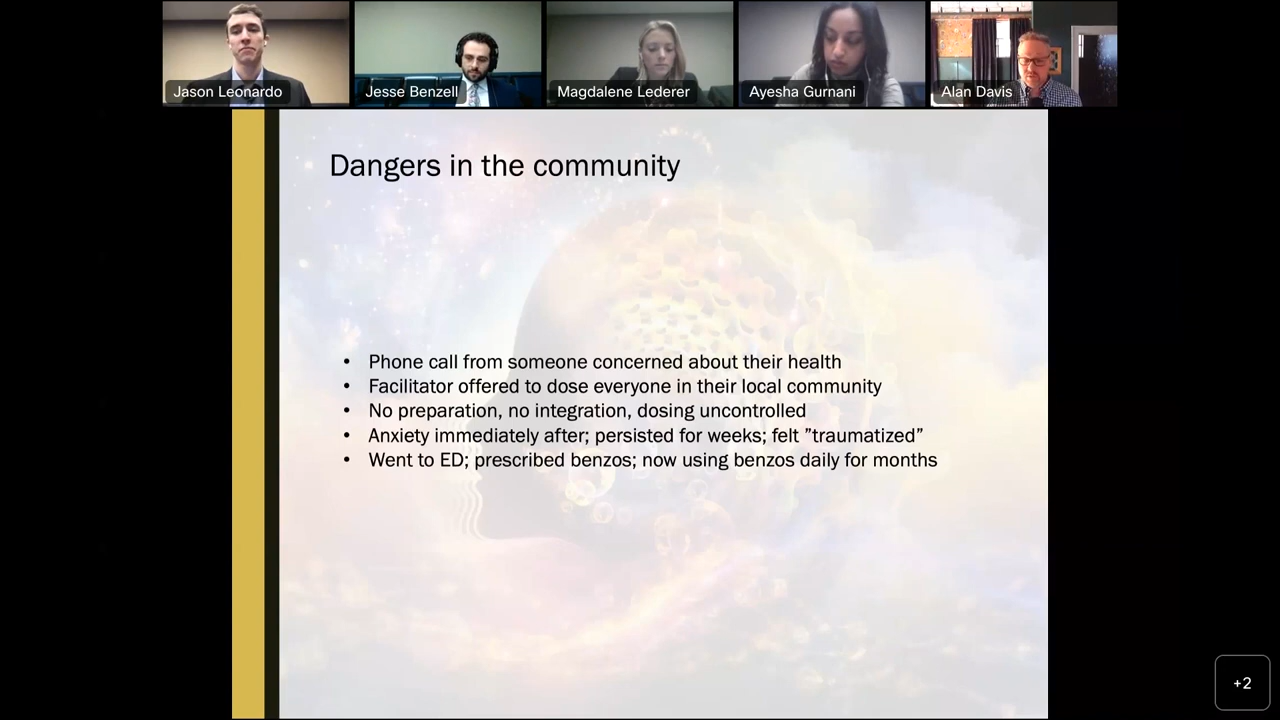 Jason Leonardo
Jesse Benzell
Magdalene Lederer
Ayesha Gurnani
Alan Davis
Dangers in the community
• Phone call from someone concerned about their health
• Facilitator offered to dose everyone in their local community
• No preparation, no integration, dosing uncontrolled
• Anxiety immediately after; persisted for weeks; felt ”traumatized”
• Went to ED; prescribed benzos; now using benzos daily for months
+2